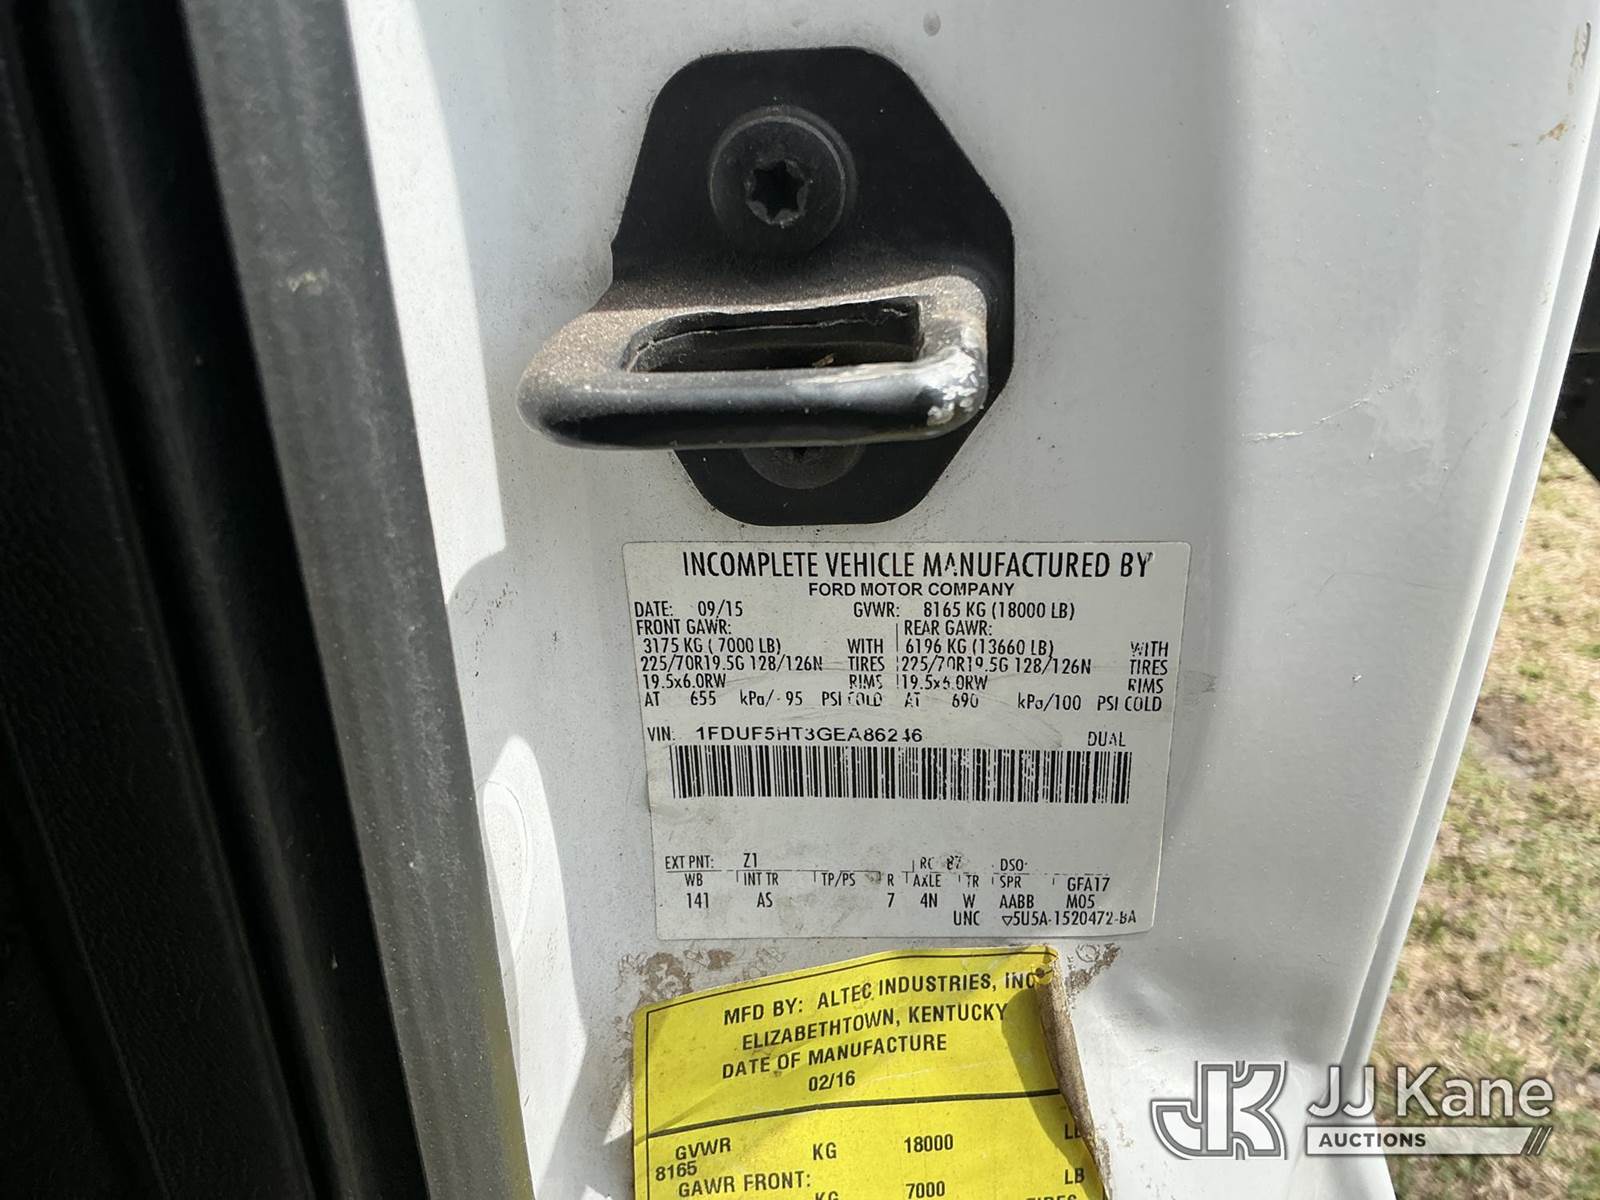 INCOMPLETE VEHICLE MANUFACTURED BY
FORD MOTOR COMPANY
DATE: 09/15 GVWR: 8165 KG (18000 LB)
FRONT GAWR: REAR GAWR:
3175 KG ( 7000 LB) WITH 6196 KG (13660 LB) WITH
225/70R19.5G 128/126N TIRES 225/70R19.5G 128/126N TIRES
19.5x6.0RW RIMS 19.5x6.0RW RIMS
AT 655 kPa/ 95 PSI COLD AT 690 kPa/100 PSI COLD
VIN: 1FDUF5HT3GEA86246 DUAL
EXT PNT: Z1 RC: 87 DSO:
WB INT TR TP/PS R AXLE TR SPR GFA17
141 AS 7 4N W AABB M05
UNC 5U5A-1520472-BA
MFD BY: ALTEC INDUSTRIES, INC
ELIZABETHTOWN, KENTUCKY
DATE OF MANUFACTURE
02/16
GVWR KG 18000 LB
8165
GAWR FRONT: LB
KG 7000
JK
JJ Kane
AUCTIONS